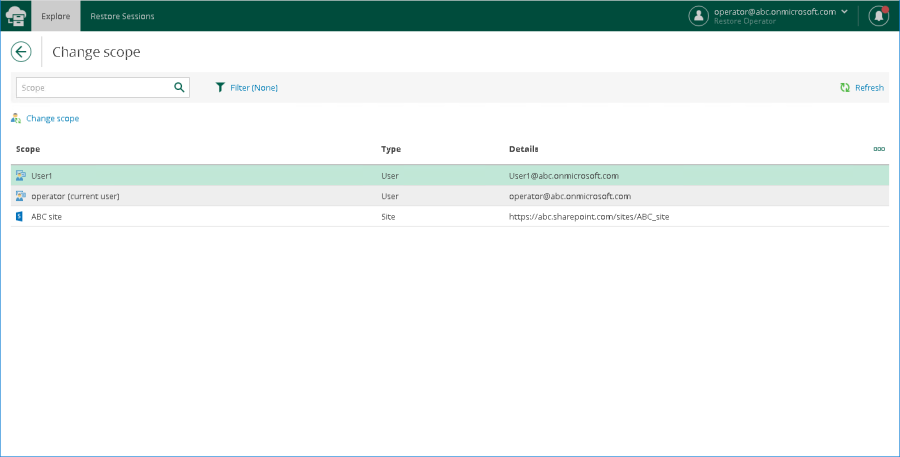 Explore Restore Sessions operator@abc.onmicrosoft.com
Restore Operator
Change scope
Scope Filter (None) Refresh
Change scope
Scope Type Details
User1 User User1@abc.onmicrosoft.com
operator (current user) User operator@abc.onmicrosoft.com
ABC site Site https://abc.sharepoint.com/sites/ABC_site